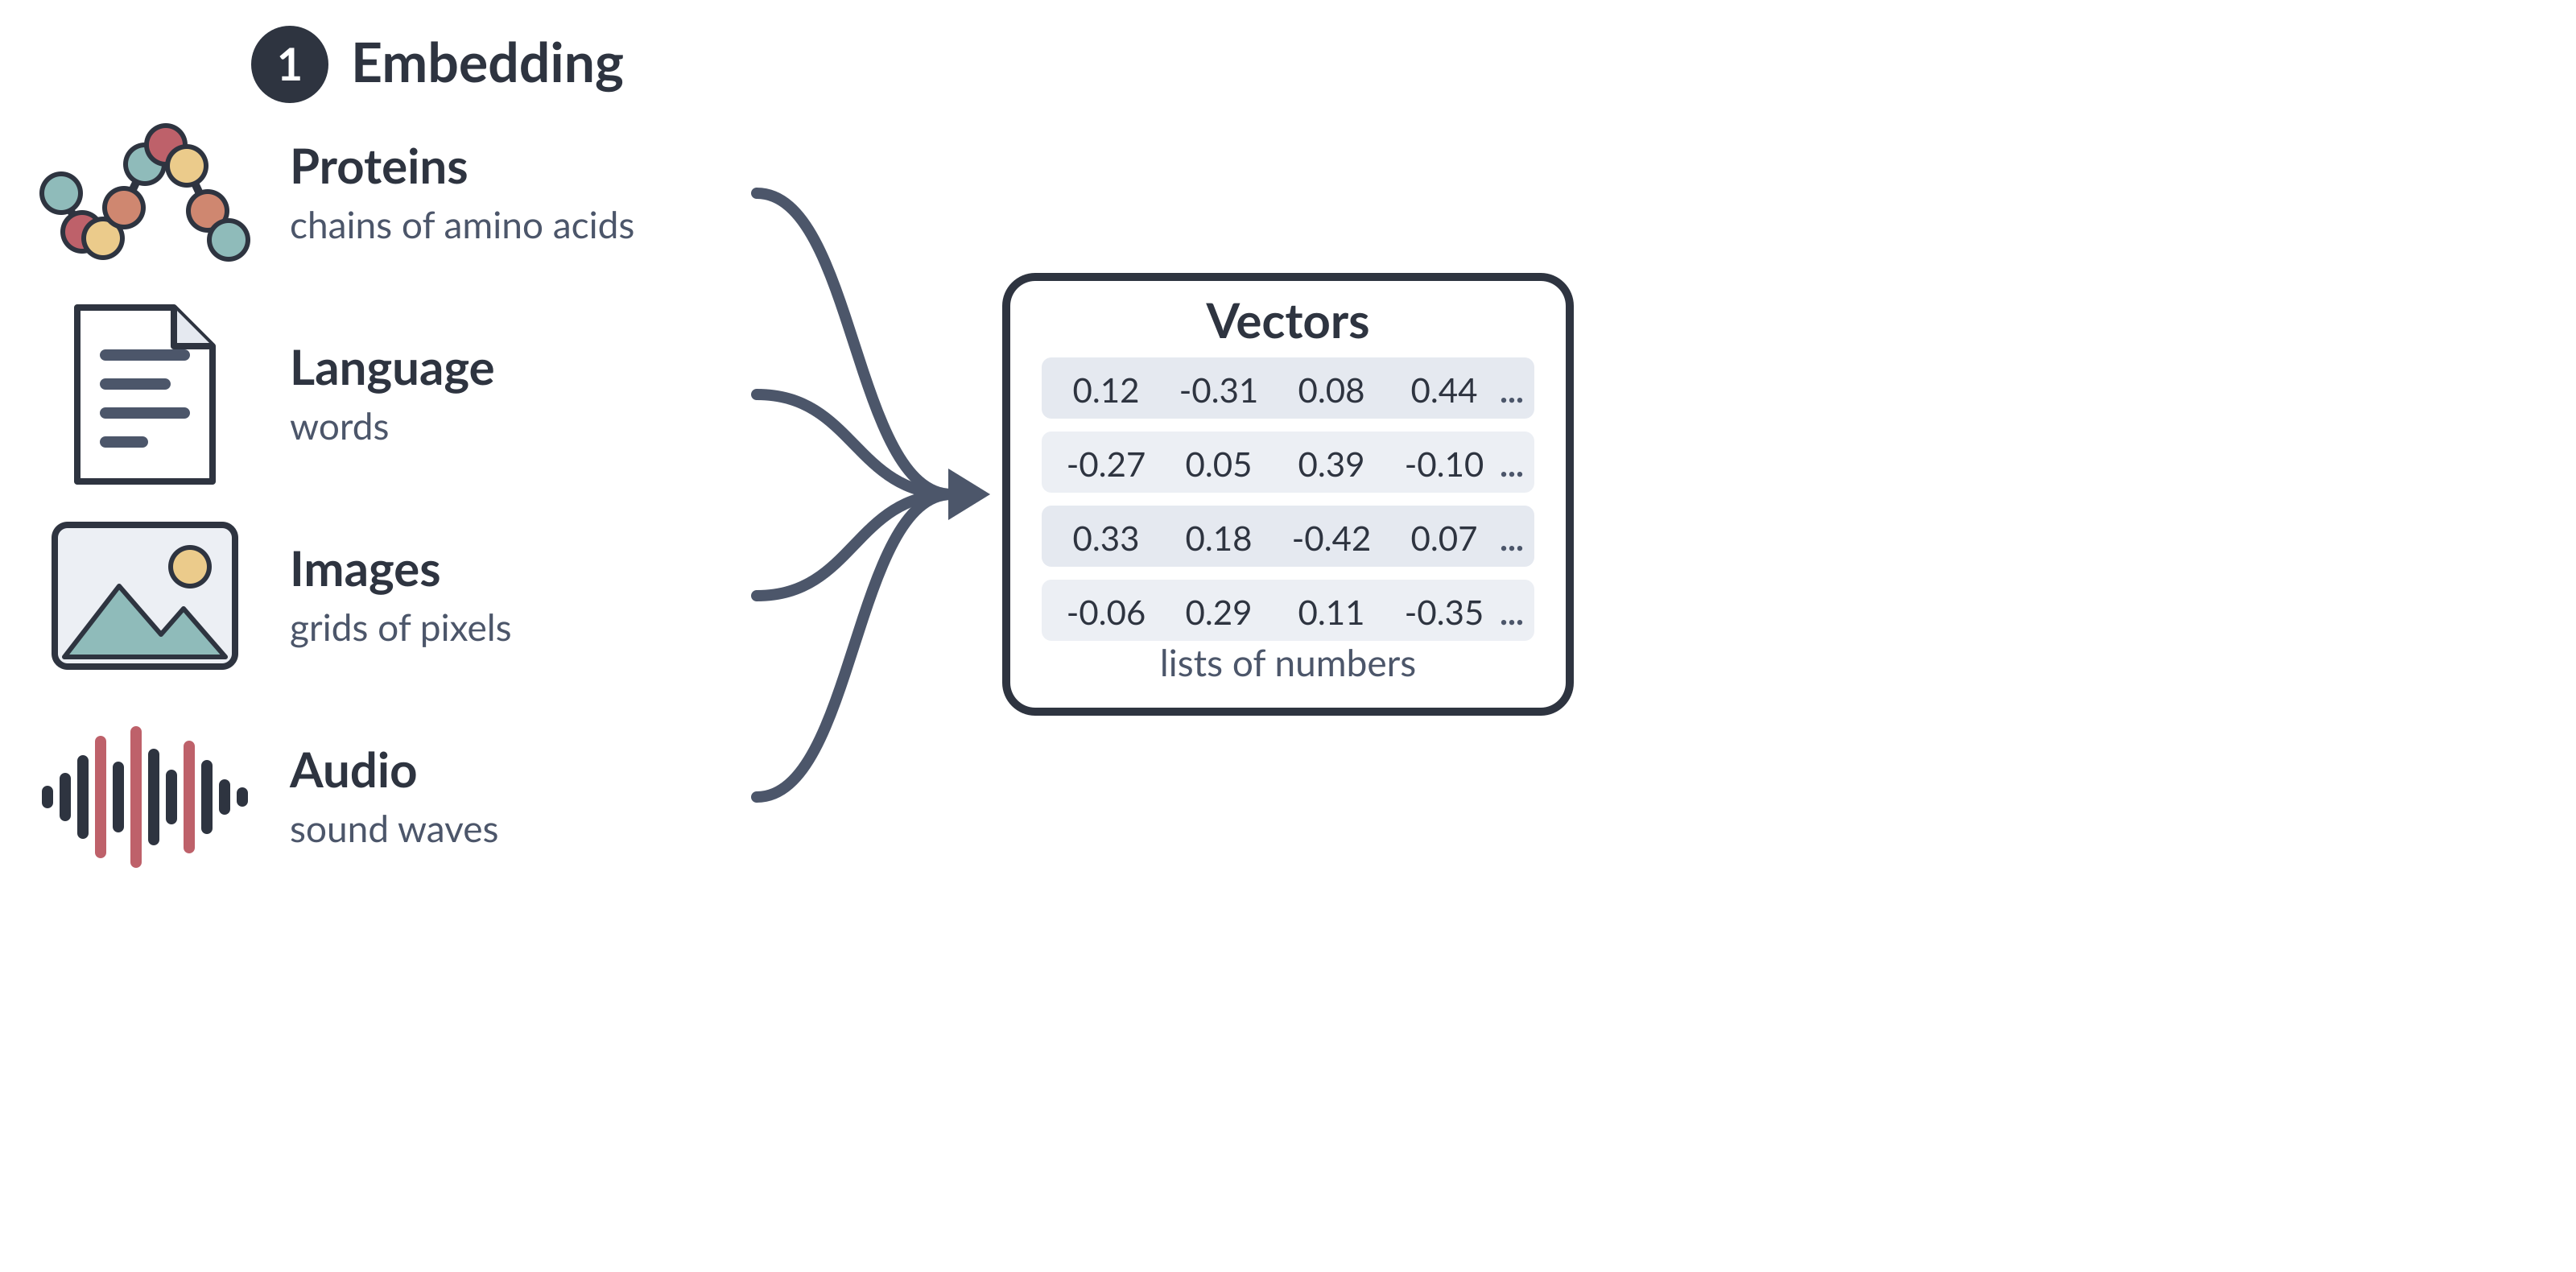 1 Embedding
Proteins
chains of amino acids
Language
words
Images
grids of pixels
Audio
sound waves
Vectors
0.12 -0.31 0.08 0.44 ...
-0.27 0.05 0.39 -0.10 ...
0.33 0.18 -0.42 0.07 ...
-0.06 0.29 0.11 -0.35 ...
lists of numbers